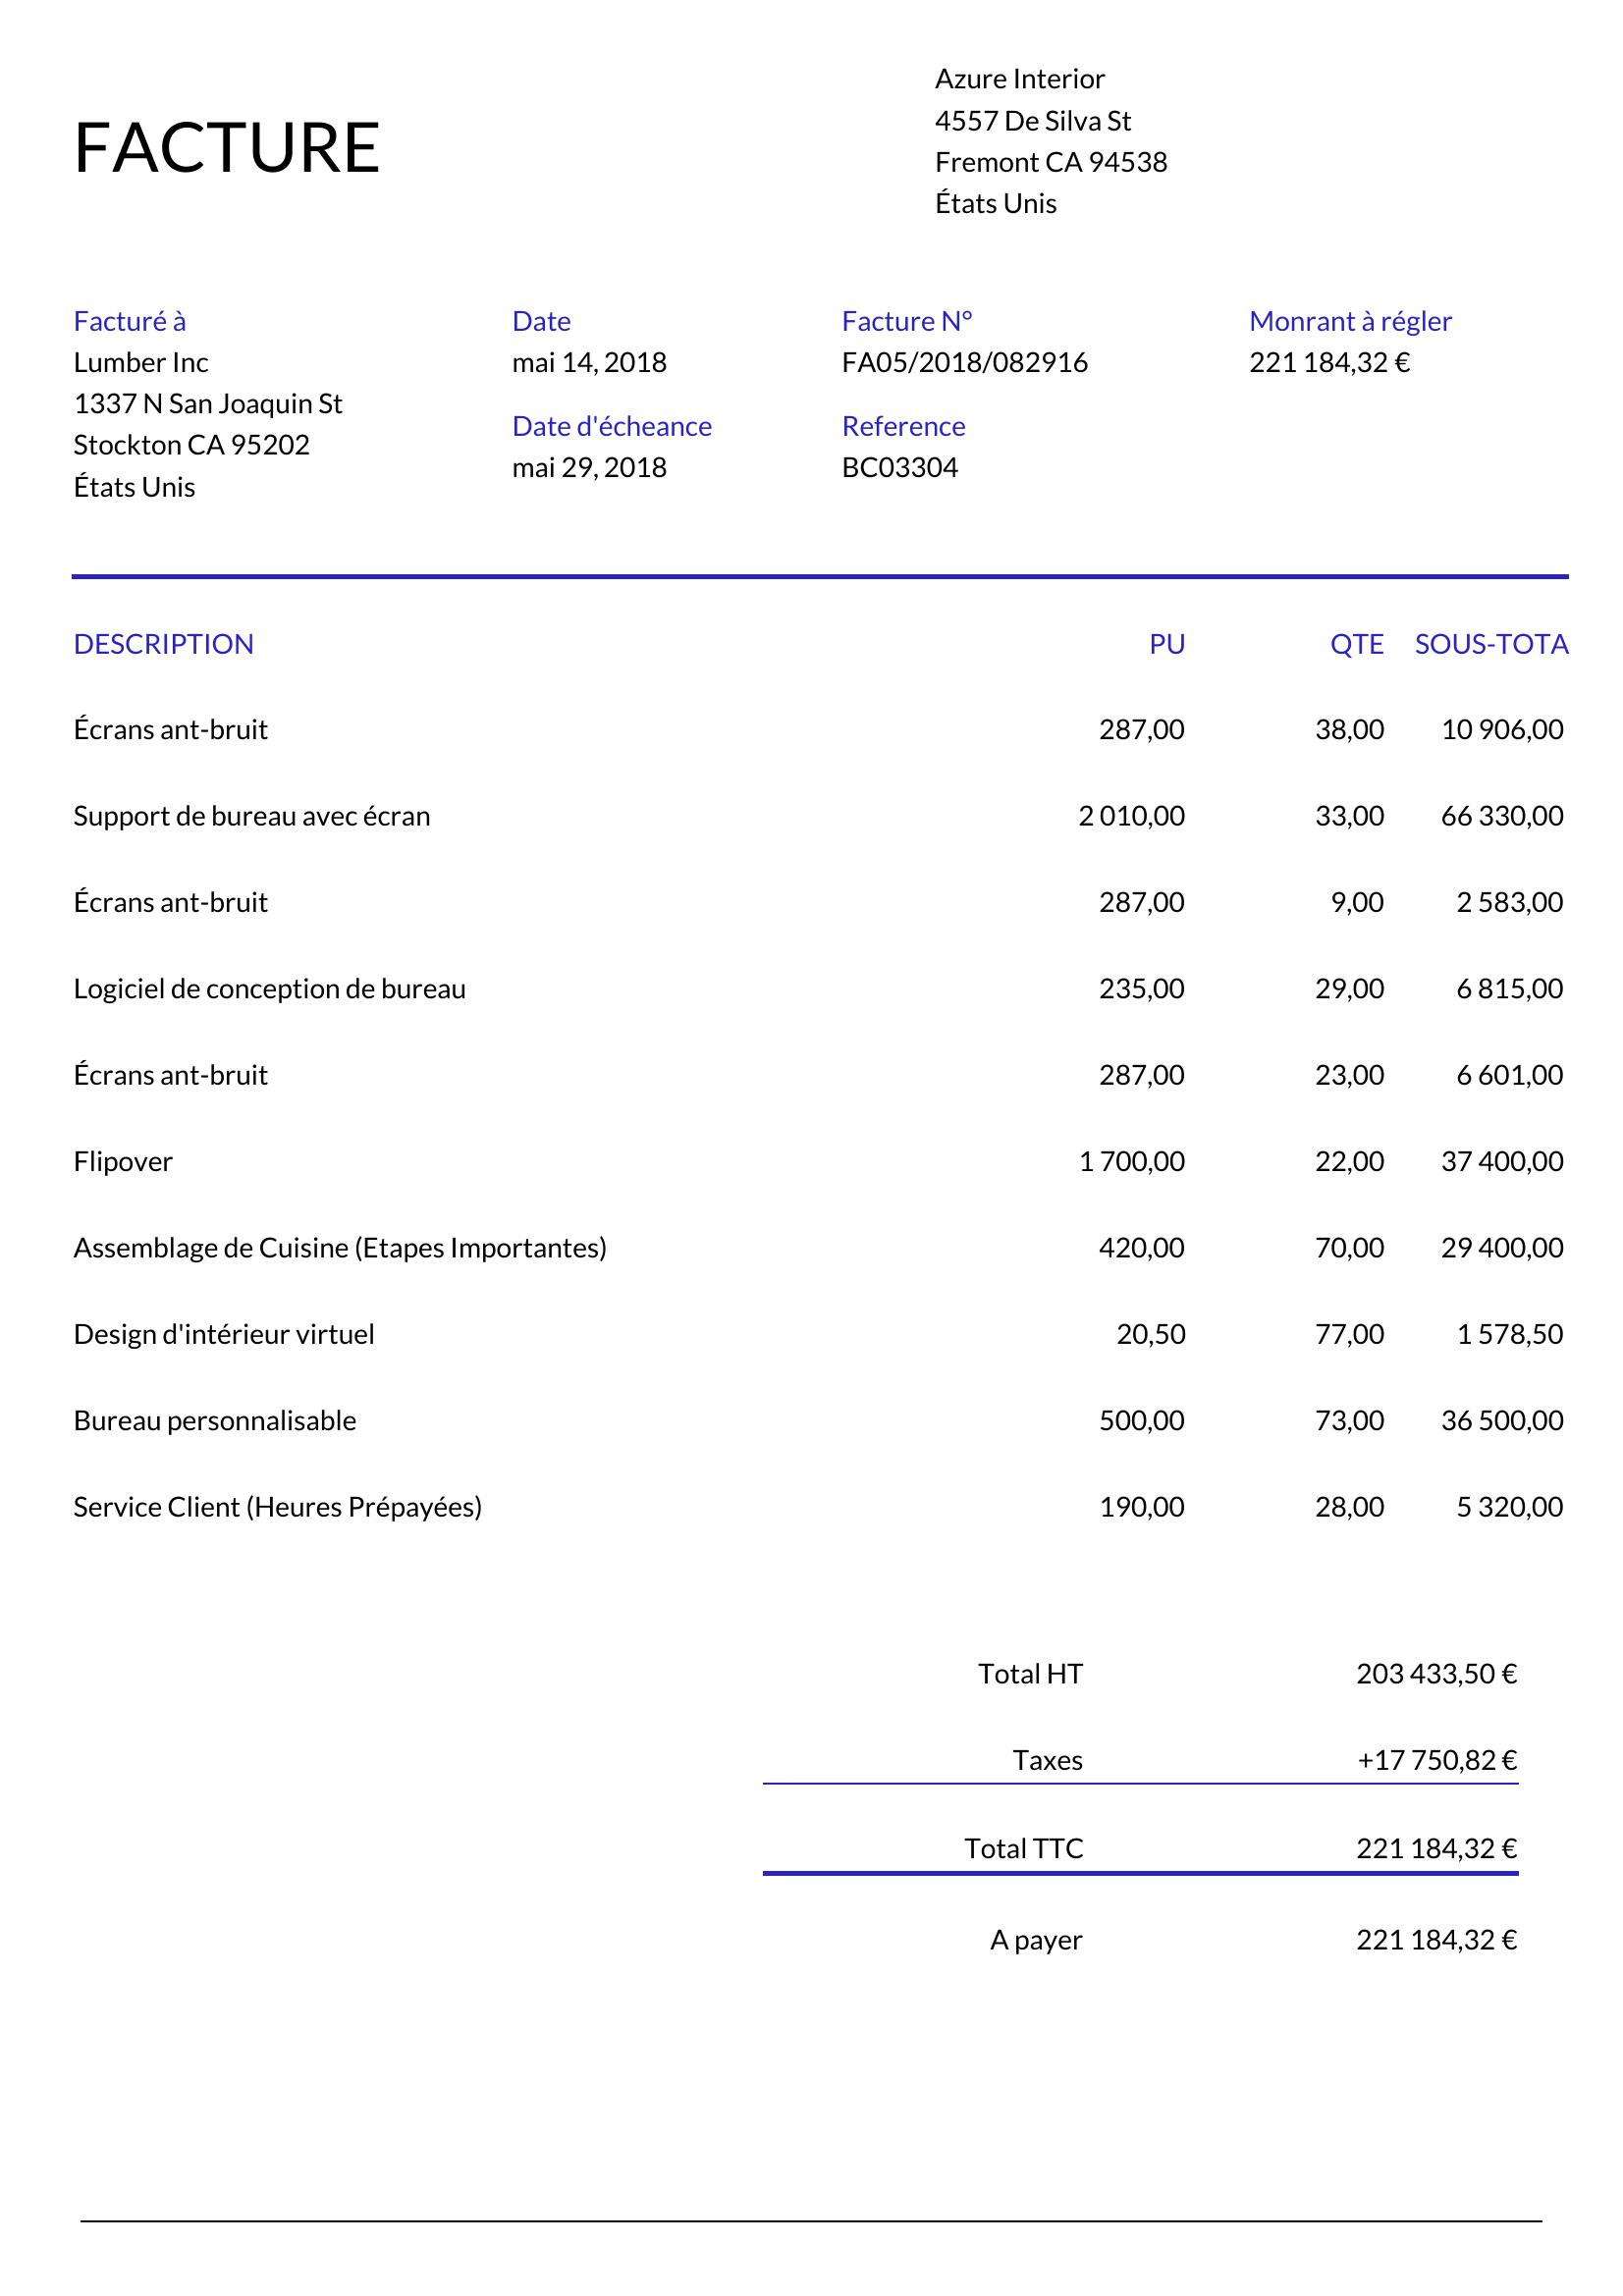 Azure Interior
4557 De Silva St
FACTURE
Fremont CA 94538
États Unis
Facturé à Date Facture N° Monrant à régler
Lumber Inc mai 14, 2018 FA05/2018/082916 221 184,32 €
1337 N San Joaquin St
Date d'écheance Reference
Stockton CA 95202
mai 29, 2018 BC03304
États Unis
DESCRIPTION PU QTE SOUS-TOTA
Écrans ant-bruit 287,00 38,00 10 906,00
Support de bureau avec écran 2 010,00 33,00 66 330,00
Écrans ant-bruit 287,00 9,00 2 583,00
Logiciel de conception de bureau 235,00 29,00 6 815,00
Écrans ant-bruit 287,00 23,00 6 601,00
Flipover 1 700,00 22,00 37 400,00
Assemblage de Cuisine (Etapes Importantes) 420,00 70,00 29 400,00
Design d'intérieur virtuel 20,50 77,00 1 578,50
Bureau personnalisable 500,00 73,00 36 500,00
Service Client (Heures Prépayées) 190,00 28,00 5 320,00
Total HT 203 433,50 €
Taxes +17 750,82 €
Total TTC 221 184,32 €
A payer 221 184,32 €